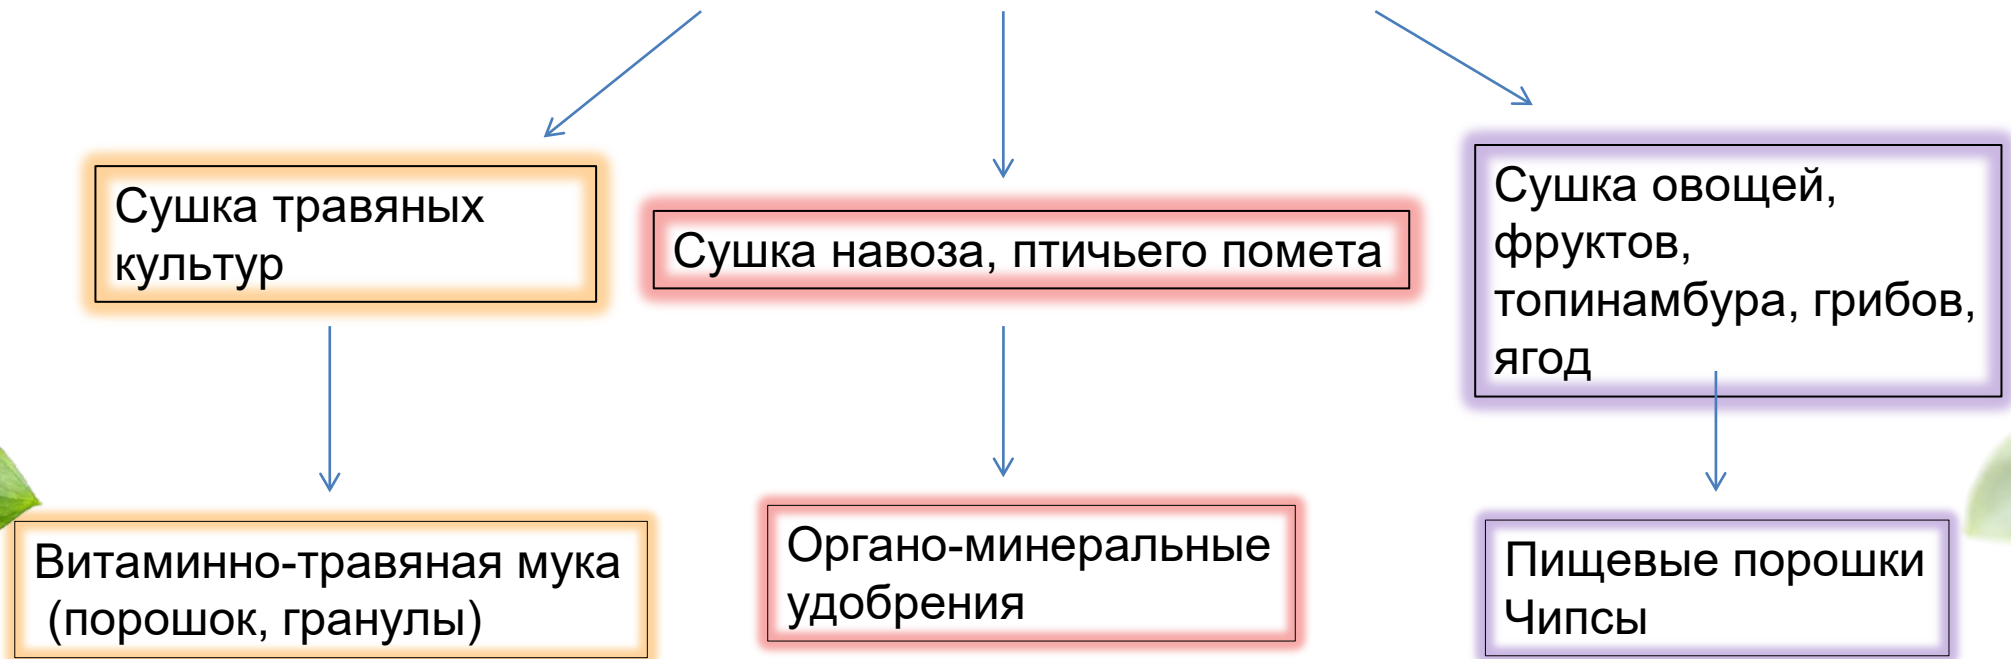 Сушка травяных
культур
Сушка навоза, птичьего помета
Сушка овощей,
фруктов,
топинамбура, грибов,
ягод
Витаминно-травяная мука
(порошок, гранулы)
Органо-минеральные
удобрения
Пищевые порошки
Чипсы